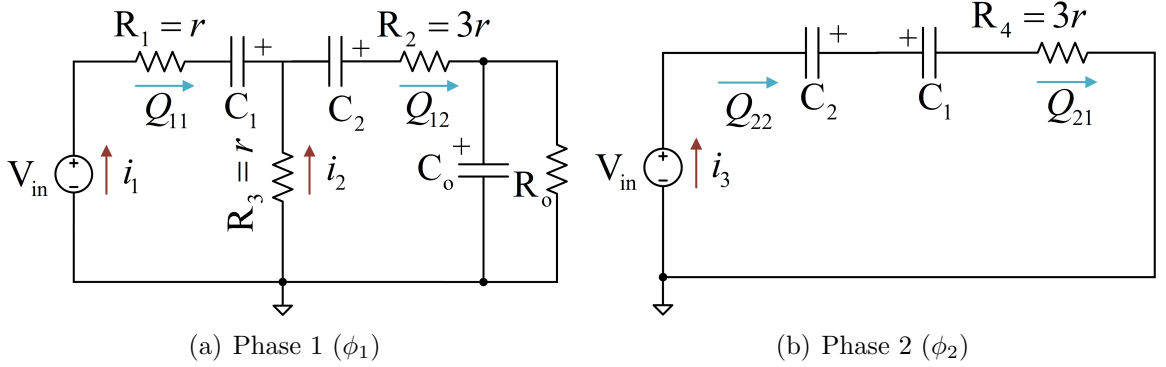 R₁ = r
R₂ = 3r
R₄ = 3r
+
+
+
+
Q₁₁
C₁
C₂
Q₁₂
Q₂₂
C₂
C₁
Q₂₁
Vᵢₙ
+
−
i₁
R₃ = r
i₂
+
Cₒ
Rₒ
Vᵢₙ
+
−
i₃
(a) Phase 1 (ϕ₁)
(b) Phase 2 (ϕ₂)